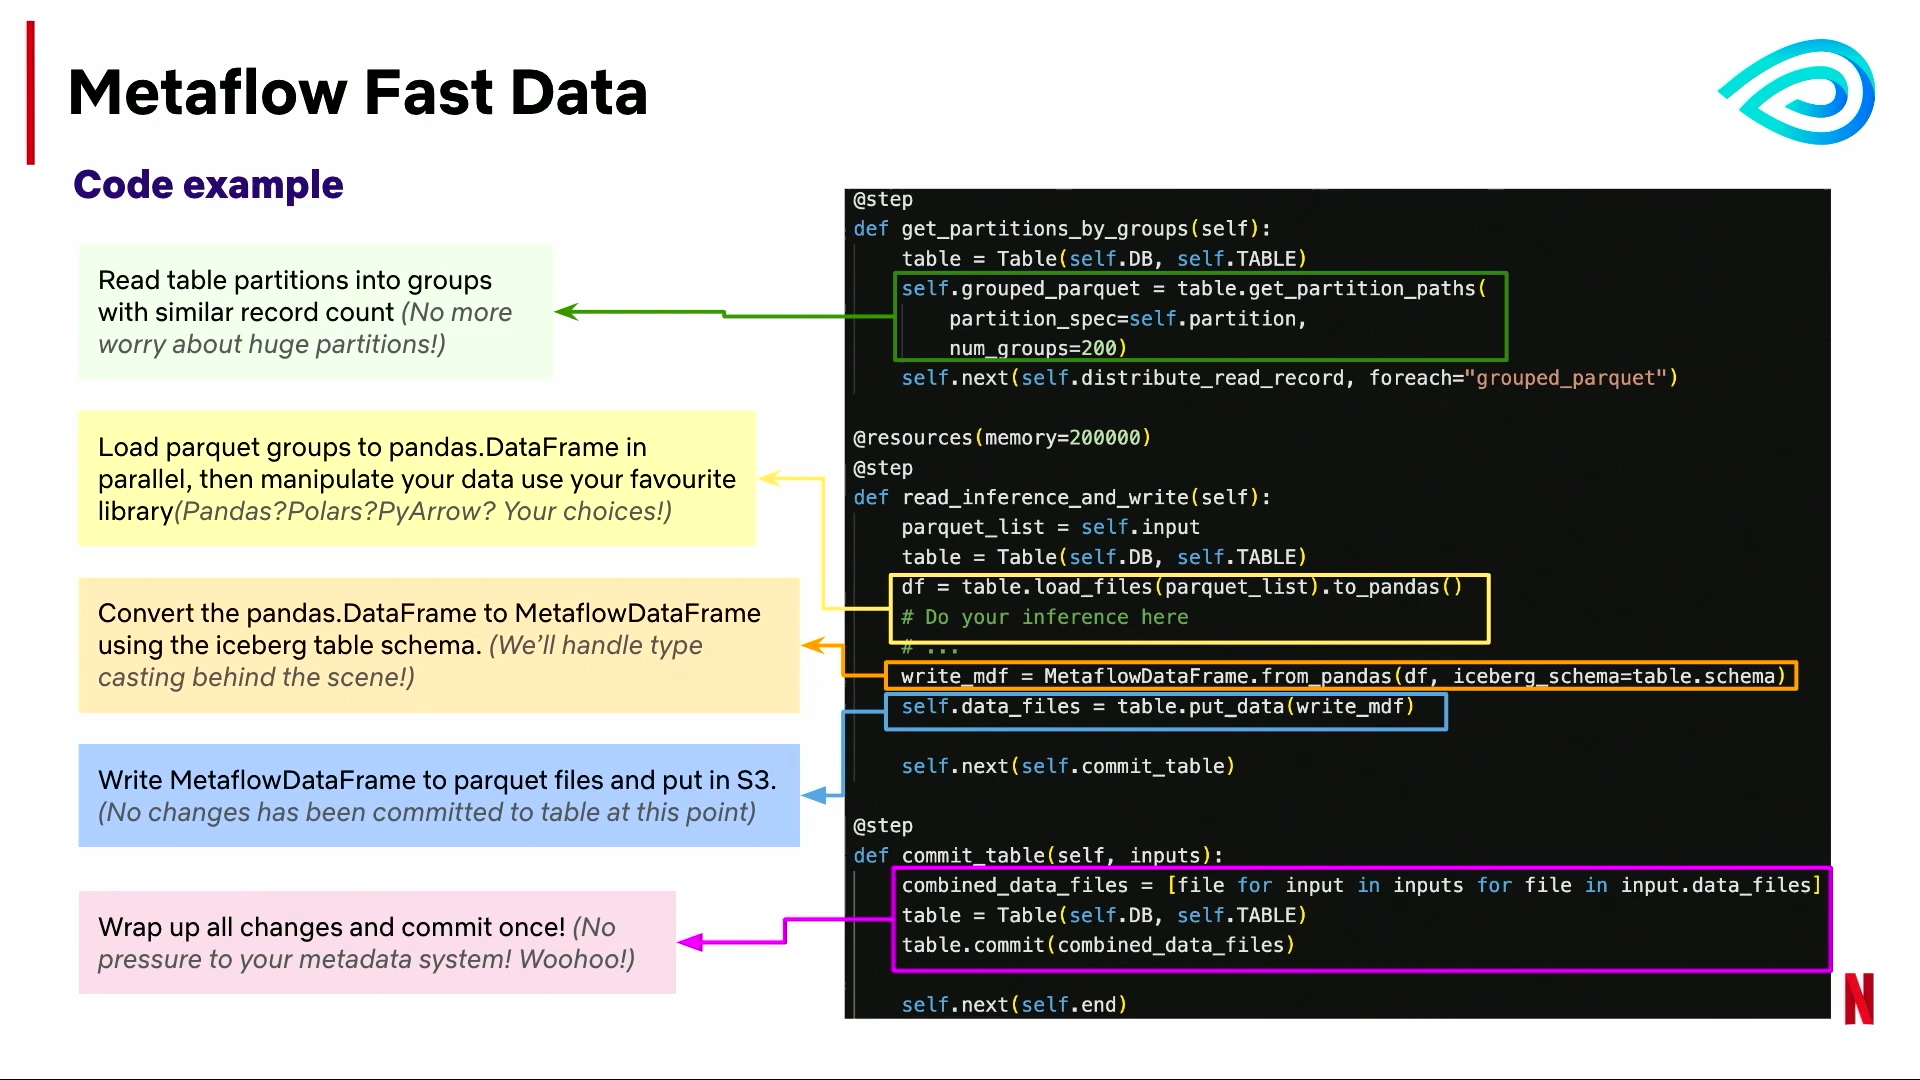 Metaflow Fast Data
Code example
Read table partitions into groups
with similar record count (No more
worry about huge partitions!)
Load parquet groups to pandas.DataFrame in
parallel, then manipulate your data use your favourite
library(Pandas?Polars?PyArrow? Your choices!)
Convert the pandas.DataFrame to MetaflowDataFrame
using the iceberg table schema. (We’ll handle type
casting behind the scene!)
Write MetaflowDataFrame to parquet files and put in S3.
(No changes has been committed to table at this point)
Wrap up all changes and commit once! (No
pressure to your metadata system! Woohoo!)
@step
def get_partitions_by_groups(self):
    table = Table(self.DB, self.TABLE)
    self.grouped_parquet = table.get_partition_paths(
        partition_spec=self.partition,
        num_groups=200)
    self.next(self.distribute_read_record, foreach="grouped_parquet")
@resources(memory=200000)
@step
def read_inference_and_write(self):
    parquet_list = self.input
    table = Table(self.DB, self.TABLE)
    df = table.load_files(parquet_list).to_pandas()
    # Do your inference here
    # ...
    write_mdf = MetaflowDataFrame.from_pandas(df, iceberg_schema=table.schema)
    self.data_files = table.put_data(write_mdf)
    self.next(self.commit_table)
@step
def commit_table(self, inputs):
    combined_data_files = [file for input in inputs for file in input.data_files]
    table = Table(self.DB, self.TABLE)
    table.commit(combined_data_files)
    self.next(self.end)
N